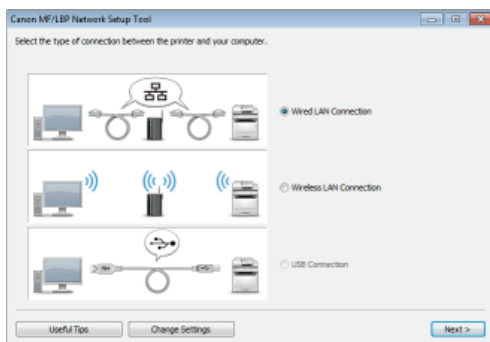 Canon MF/LBP Network Setup Tool
Select the type of connection between the printer and your computer.
Wired LAN Connection
Wireless LAN Connection
USB Connection
Useful Tips
Change Settings
Next >